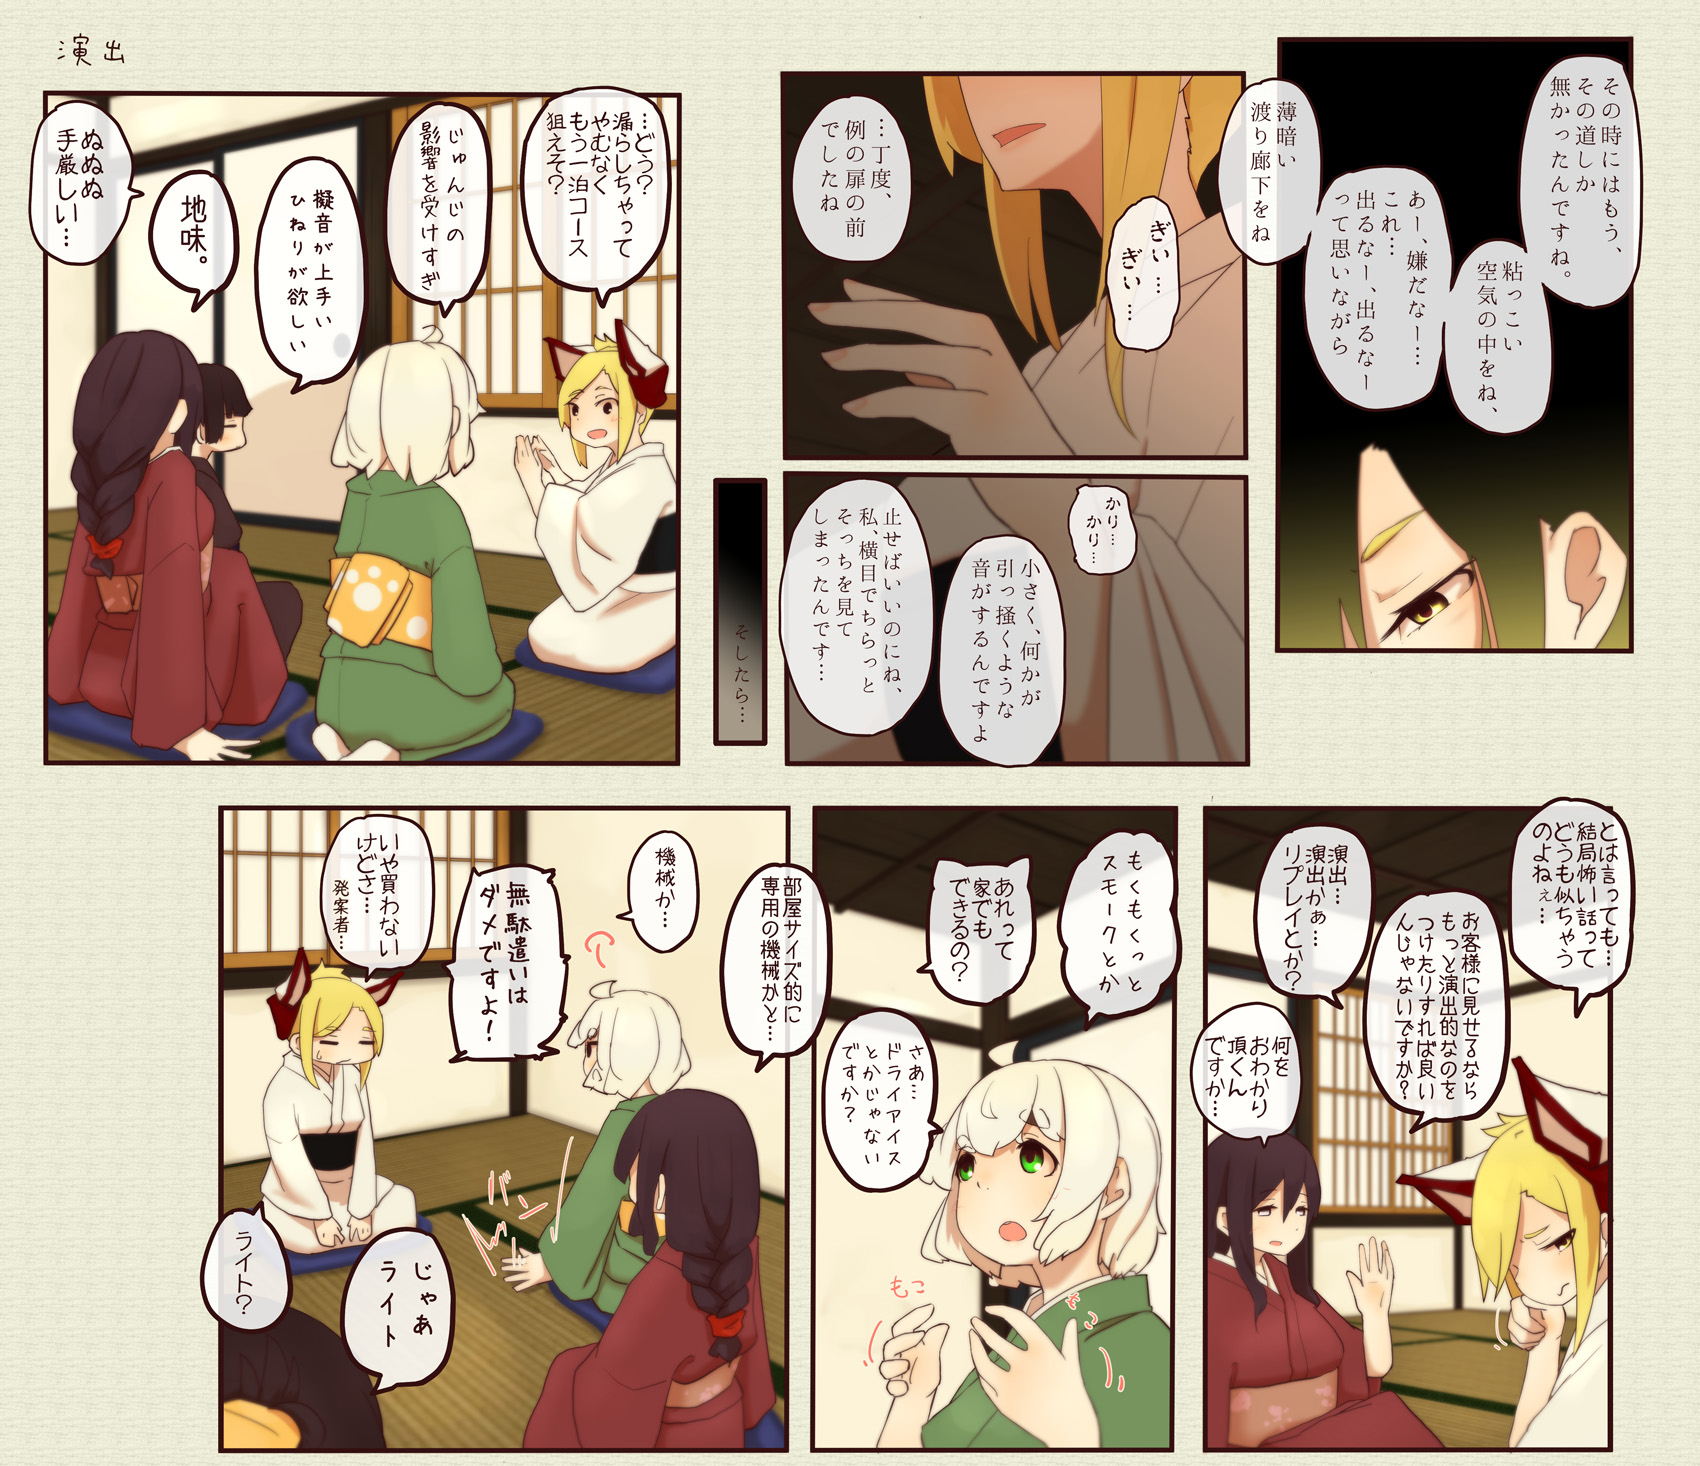 演出
その時にはもう、
その道しか
無かったんですね。
粘っこい
空気の中をね、
あー、嫌だなー…
これ…
出るなー、出るなー
って思いながら
薄暗い
渡り廊下をね
ぎぃ…
ぎぃ…
…丁度、
例の扉の前
でしたね
かり…
かり…
小さく、何かが
引っ掻くような
音がするんですよ
止せばいいのにね、
私、横目でちらっと
そっちを見て
しまったんです…
そしたら…
…どう?
漏らしちゃって
やむなく
もう一泊コース
狙えそ?
じゅんじの
影響を受けすぎ
擬音が上手い
ひねりが欲しい
地味。
ぬぬぬ
手厳しい…
とは言っても…
結局怖い話って
どうも似ちゃう
のよねぇ…
お客様に見せるなら
もっと演出的なのを
つけたりすれば良い
んじゃないですか?
演出…
演出かぁ…
リプレイとか?
何を
おわかり
頂くん
ですか…
もくもくっと
スモークとか
あれって
家でも
できるの?
さあ…
ドライアイス
とかじゃない
ですか?
もこ
もこ
部屋サイズ的に
専用の機械かと…
機械か…
無駄遣いは
ダメですよ!
バンバン
いや買わない
けどさ…
発案者…
じゃあ
ライト
ライト?